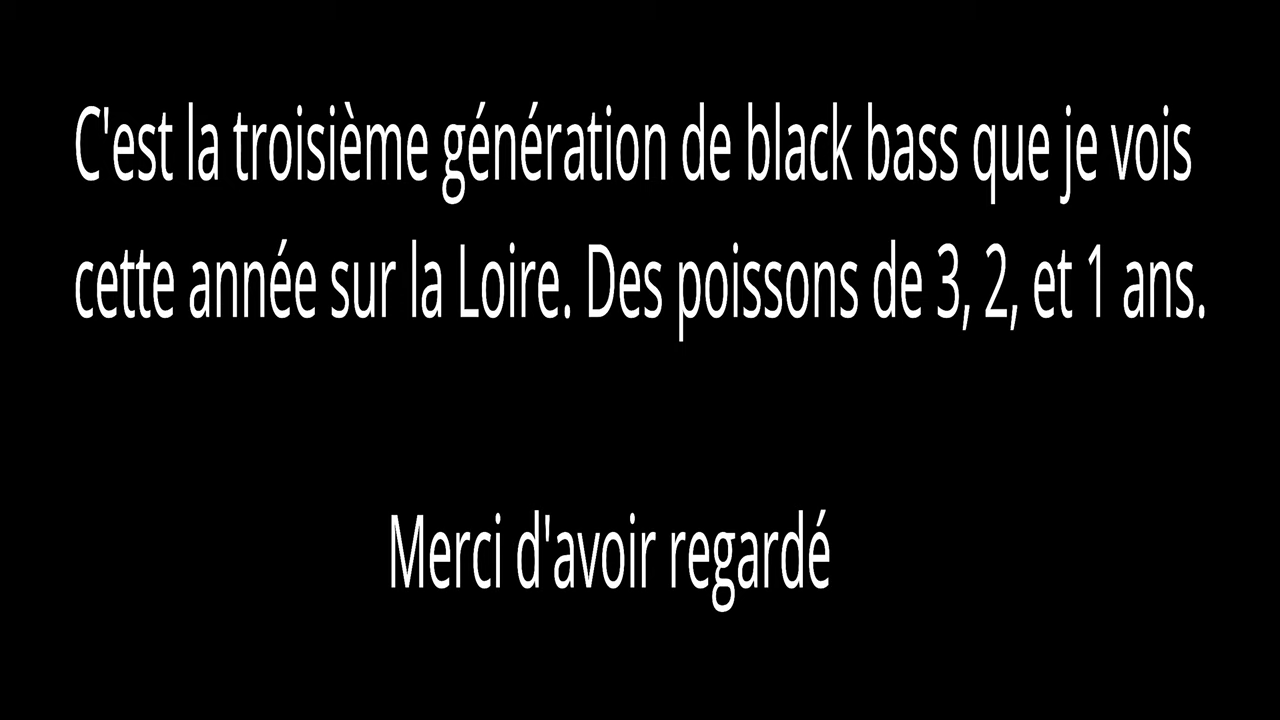 C'est la troisième génération de black bass que je vois
cette année sur la Loire. Des poissons de 3, 2, et 1 ans.
Merci d'avoir regardé